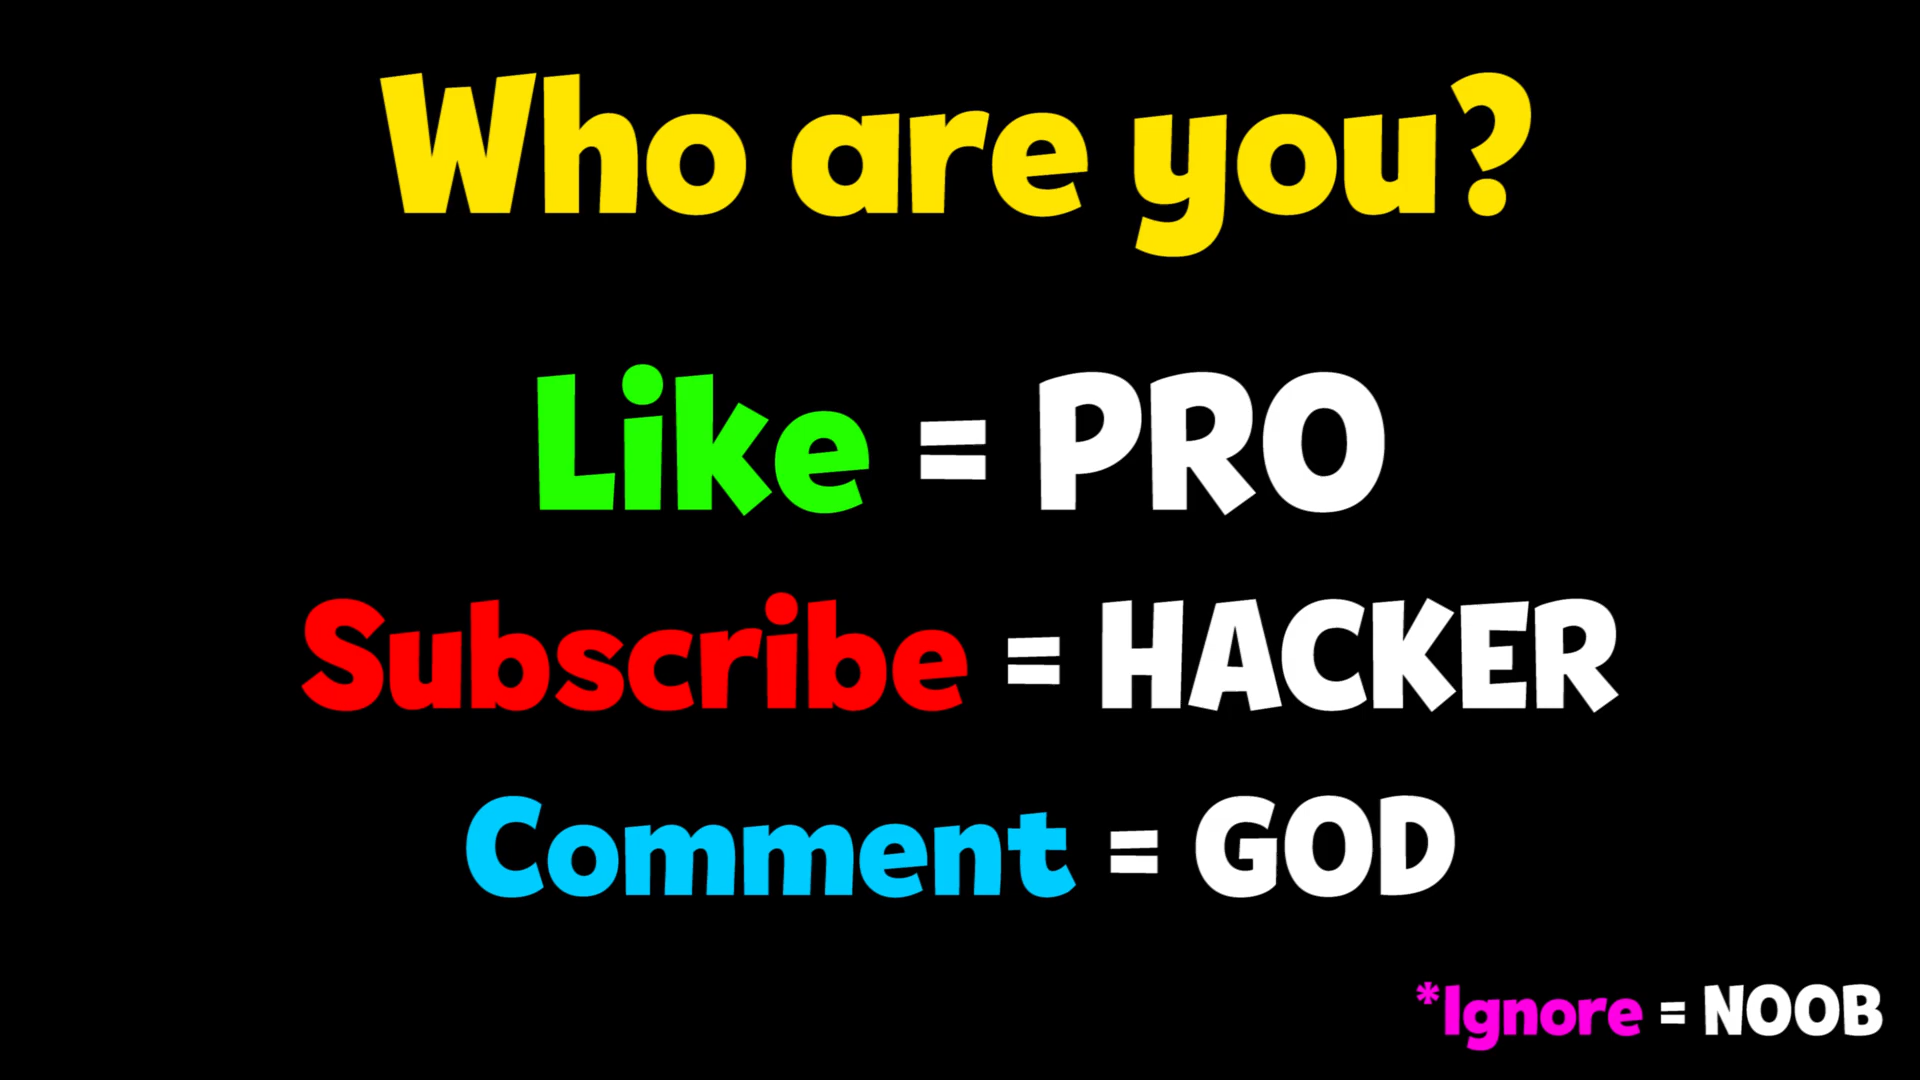 Who are you?
Like = PRO
Subscribe = HACKER
Comment = GOD
*Ignore = NOOB